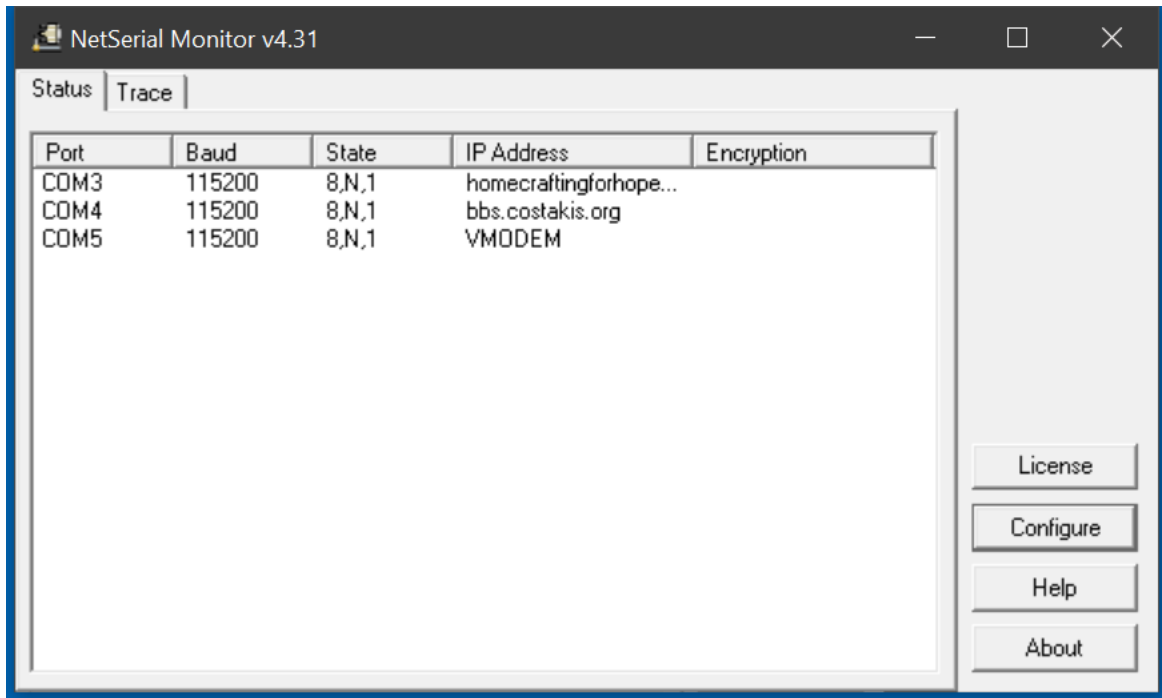 NetSerial Monitor v4.31
Status Trace
Port Baud State IP Address Encryption
COM3 115200 8,N,1 homecraftingforhope...
COM4 115200 8,N,1 bbs.costakis.org
COM5 115200 8,N,1 VMODEM
License
Configure
Help
About